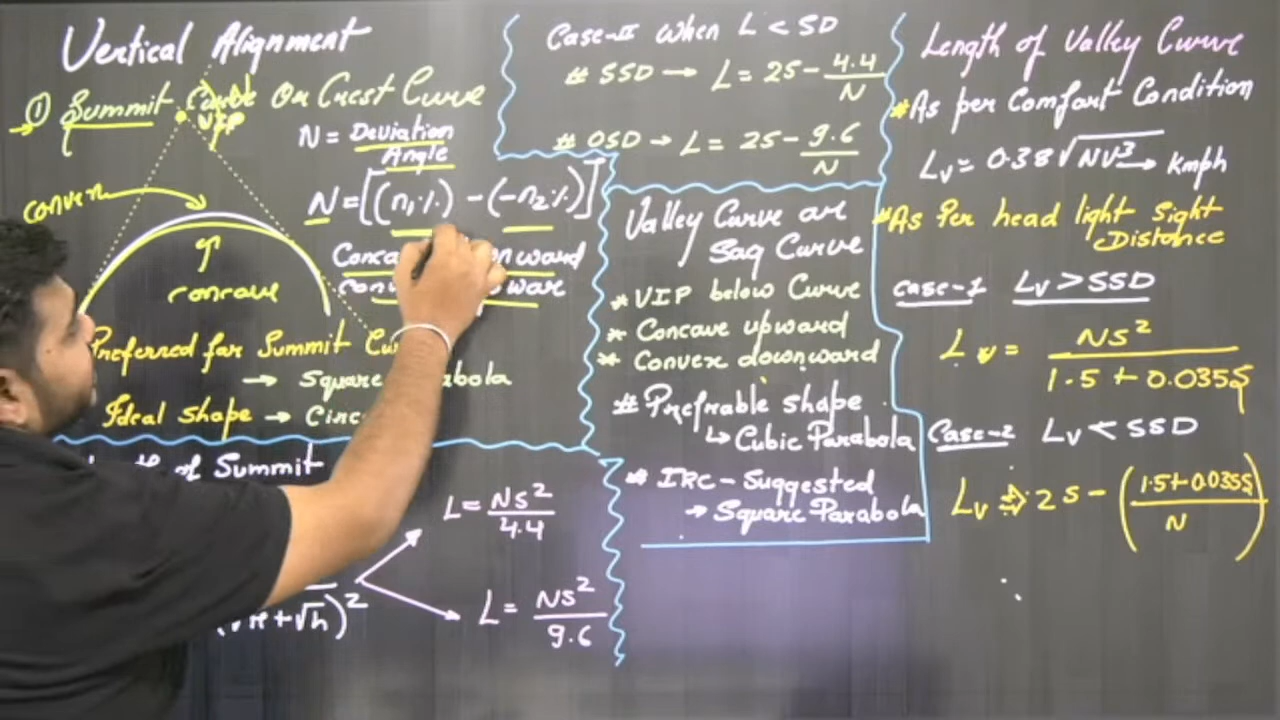 Vertical Alignment
① Summit Curve Or Crest Curve
VIP
N = Deviation
Angle
convex
N = [(n₁%) - (-n₂%)]
concave
Preferred for Summit
→ Square
Ideal shape → Circ
of Summit
L = NS²/4.4
+√h)²
L = NS²/9.6
Case-II When L < SD
# SSD → L = 2S - 4.4/N
# OSD → L = 2S - 9.6/N
Valley Curve or
Sag Curve
* VIP below Curve
* Concave upward
* Convex downward
# Prefrable shape
↳ Cubic Parabola
* IRC - Suggested
→ Square Parabola
Length of Valley Curve
* As per Comfort Condition
Lv = 0.38√NV³ → Kmph
* As Per head light Sight
Distance
Case-1 Lv > SSD
Lv = NS²/1.5 + 0.035S
Case-2 Lv < SSD
Lv ⇒ 2S - (1.5+0.035S/N)